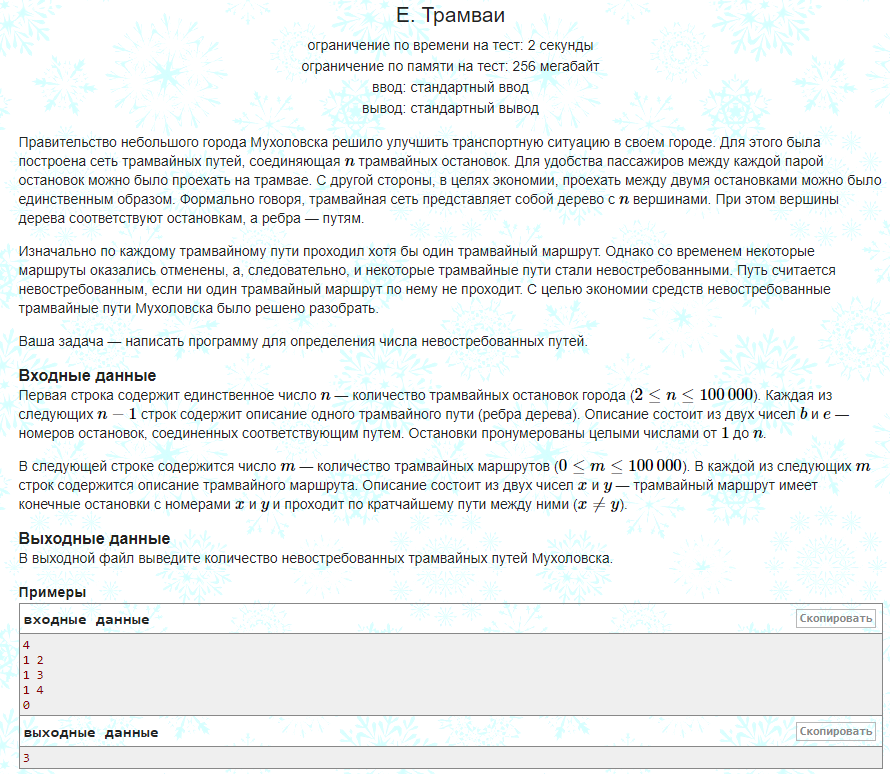 E. Трамваи
ограничение по времени на тест: 2 секунды
ограничение по памяти на тест: 256 мегабайт
ввод: стандартный ввод
вывод: стандартный вывод
Правительство небольшого города Мухоловска решило улучшить транспортную ситуацию в своем городе. Для этого была
построена сеть трамвайных путей, соединяющая n трамвайных остановок. Для удобства пассажиров между каждой парой
остановок можно было проехать на трамвае. С другой стороны, в целях экономии, проехать между двумя остановками можно было
единственным образом. Формально говоря, трамвайная сеть представляет собой дерево с n вершинами. При этом вершины
дерева соответствуют остановкам, а ребра — путям.
Изначально по каждому трамвайному пути проходил хотя бы один трамвайный маршрут. Однако со временем некоторые
маршруты оказались отменены, а, следовательно, и некоторые трамвайные пути стали невостребованными. Путь считается
невостребованным, если ни один трамвайный маршрут по нему не проходит. С целью экономии средств невостребованные
трамвайные пути Мухоловска было решено разобрать.
Ваша задача — написать программу для определения числа невостребованных путей.
Входные данные
Первая строка содержит единственное число n — количество трамвайных остановок города (2 ≤ n ≤ 100 000). Каждая из
следующих n − 1 строк содержит описание одного трамвайного пути (ребра дерева). Описание состоит из двух чисел b и e —
номеров остановок, соединенных соответствующим путем. Остановки пронумерованы целыми числами от 1 до n.
В следующей строке содержится число m — количество трамвайных маршрутов (0 ≤ m ≤ 100 000). В каждой из следующих m
строк содержится описание трамвайного маршрута. Описание состоит из двух чисел x и y — трамвайный маршрут имеет
конечные остановки с номерами x и y и проходит по кратчайшему пути между ними (x ≠ y).
Выходные данные
В выходной файл выведите количество невостребованных трамвайных путей Мухоловска.
Примеры
входные данные Скопировать
4
1 2
1 3
1 4
0
выходные данные Скопировать
3